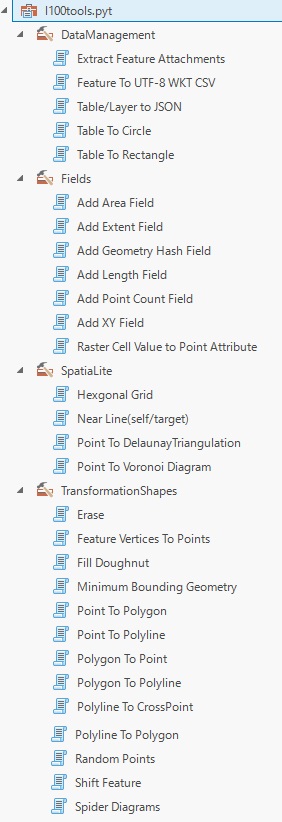 l100tools.pyt
DataManagement
Extract Feature Attachments
Feature To UTF-8 WKT CSV
Table/Layer to JSON
Table To Circle
Table To Rectangle
Fields
Add Area Field
Add Extent Field
Add Geometry Hash Field
Add Length Field
Add Point Count Field
Add XY Field
Raster Cell Value to Point Attribute
SpatiaLite
Hexgonal Grid
Near Line(self/target)
Point To DelaunayTriangulation
Point To Voronoi Diagram
TransformationShapes
Erase
Feature Vertices To Points
Fill Doughnut
Minimum Bounding Geometry
Point To Polygon
Point To Polyline
Polygon To Point
Polygon To Polyline
Polyline To CrossPoint
Polyline To Polygon
Random Points
Shift Feature
Spider Diagrams